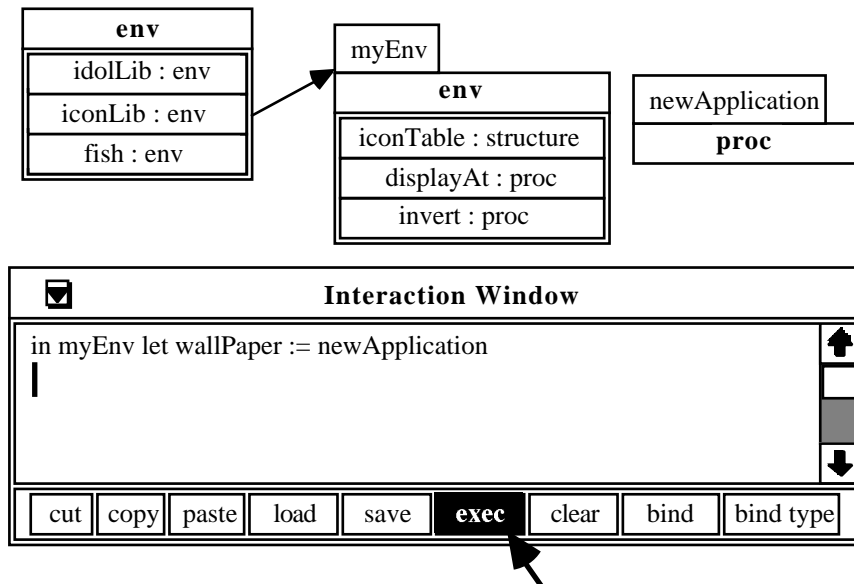 env
idolLib : env
iconLib : env
fish : env
myEnv
env
iconTable : structure
displayAt : proc
invert : proc
newApplication
proc
Interaction Window
in myEnv let wallPaper := newApplication
cut copy paste load save exec clear bind bind type